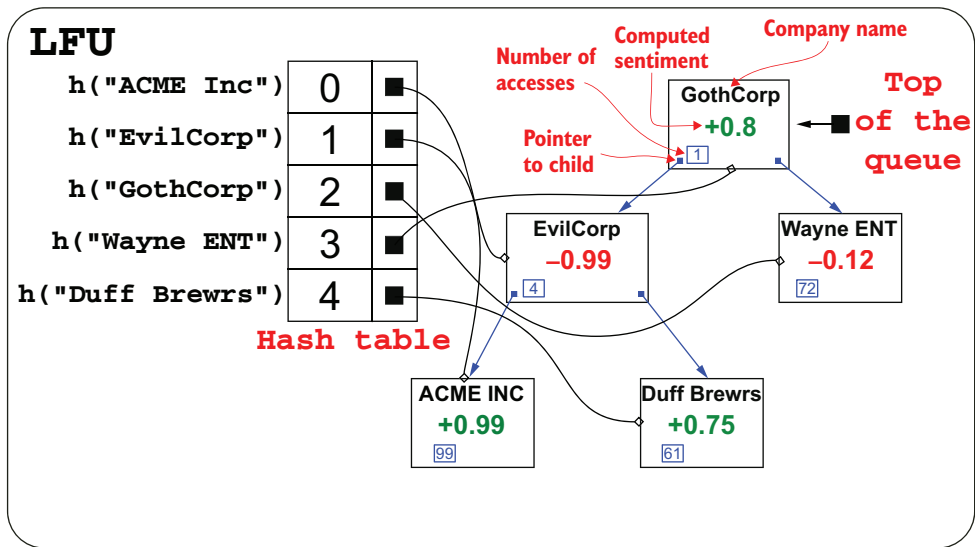 LFU
h("ACME Inc")
0
h("EvilCorp")
1
h("GothCorp")
2
h("Wayne ENT")
3
h("Duff Brewrs")
4
Hash table
Company name
Computed
sentiment
Number of
accesses
Pointer
to child
GothCorp
+0.8
1
Top
of the
queue
EvilCorp
−0.99
4
Wayne ENT
−0.12
72
ACME INC
+0.99
99
Duff Brewrs
+0.75
61